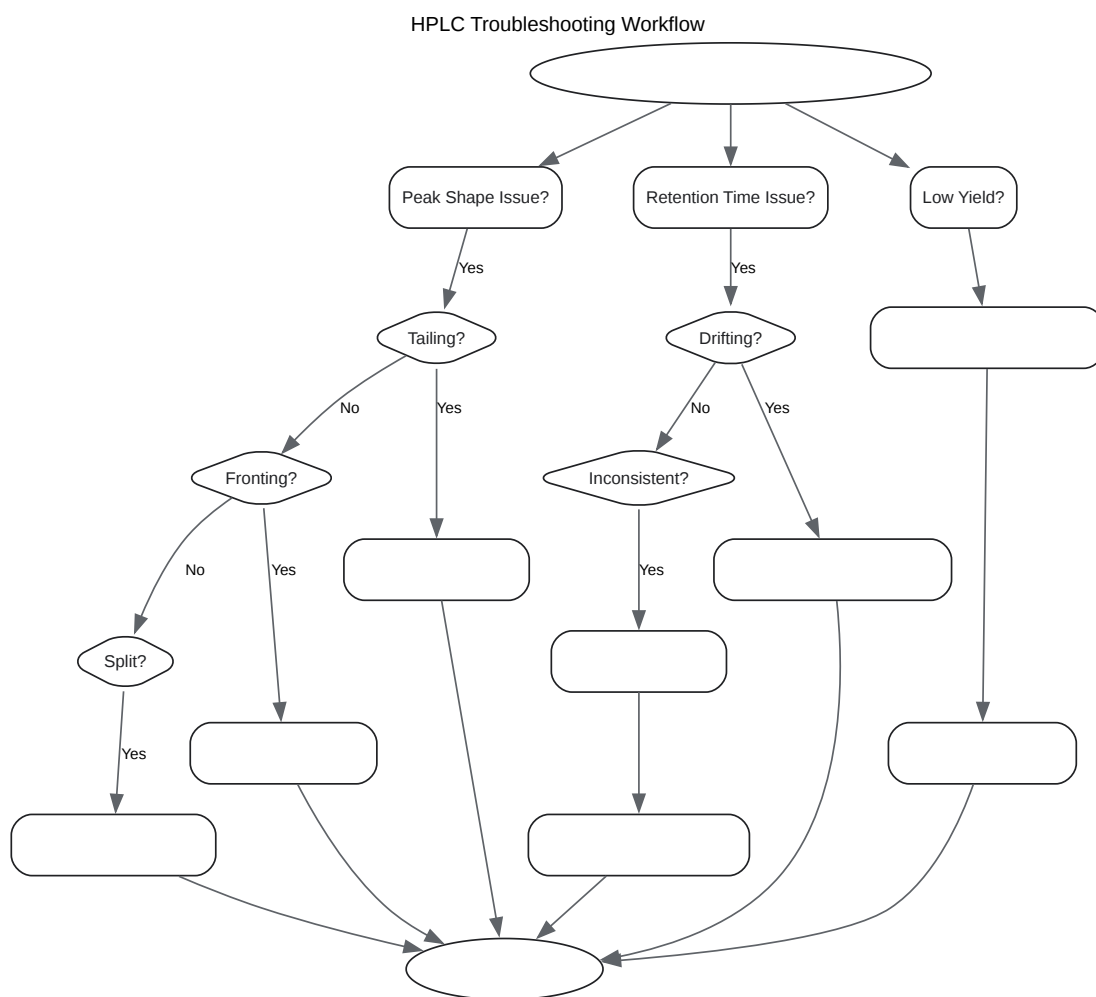 HPLC Troubleshooting Workflow
Peak Shape Issue?
Retention Time Issue?
Low Yield?
Yes
Yes
Tailing?
Drifting?
No
Yes
No
Yes
Fronting?
Inconsistent?
No
Yes
Yes
Split?
Yes